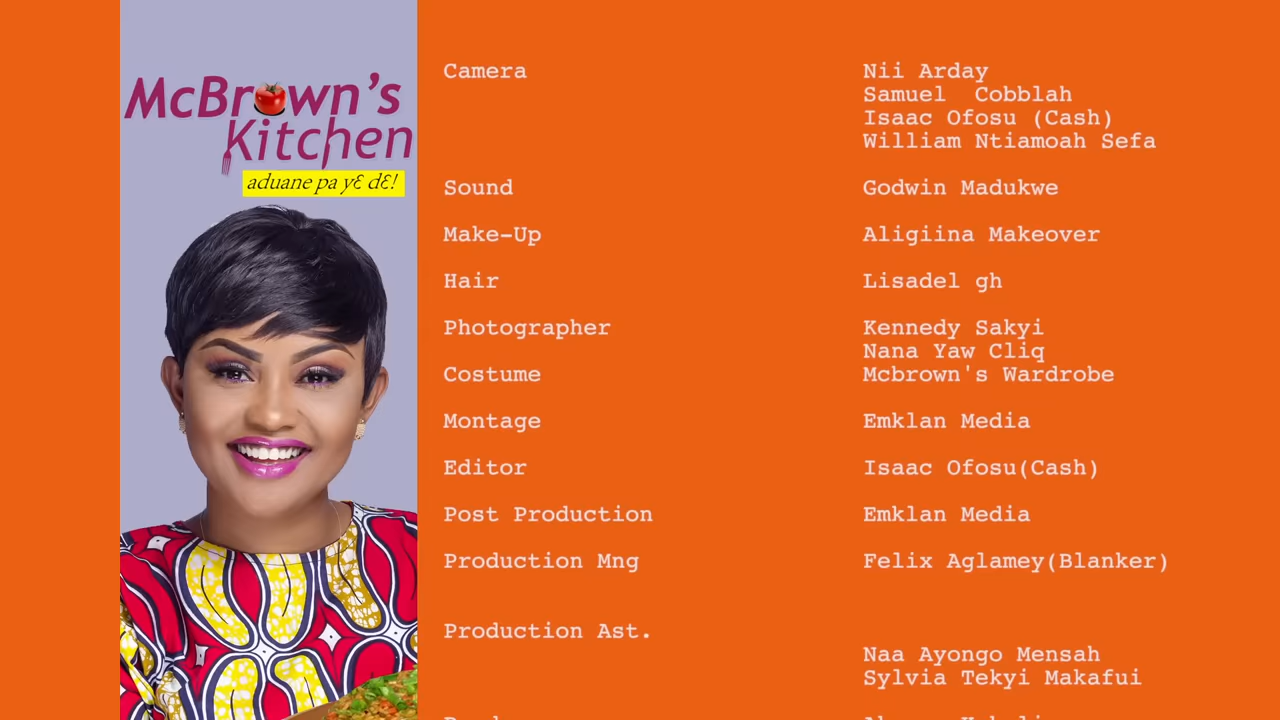 McBrown's
Kitchen
aduane pa yɛ dɛ!
Camera Nii Arday
Samuel Cobblah
Isaac Ofosu (Cash)
William Ntiamoah Sefa
Sound Godwin Madukwe
Make-Up Aligiina Makeover
Hair Lisadel gh
Photographer Kennedy Sakyi
Nana Yaw Cliq
Costume Mcbrown's Wardrobe
Montage Emklan Media
Editor Isaac Ofosu(Cash)
Post Production Emklan Media
Production Mng Felix Aglamey(Blanker)
Production Ast.
Naa Ayongo Mensah
Sylvia Tekyi Makafui